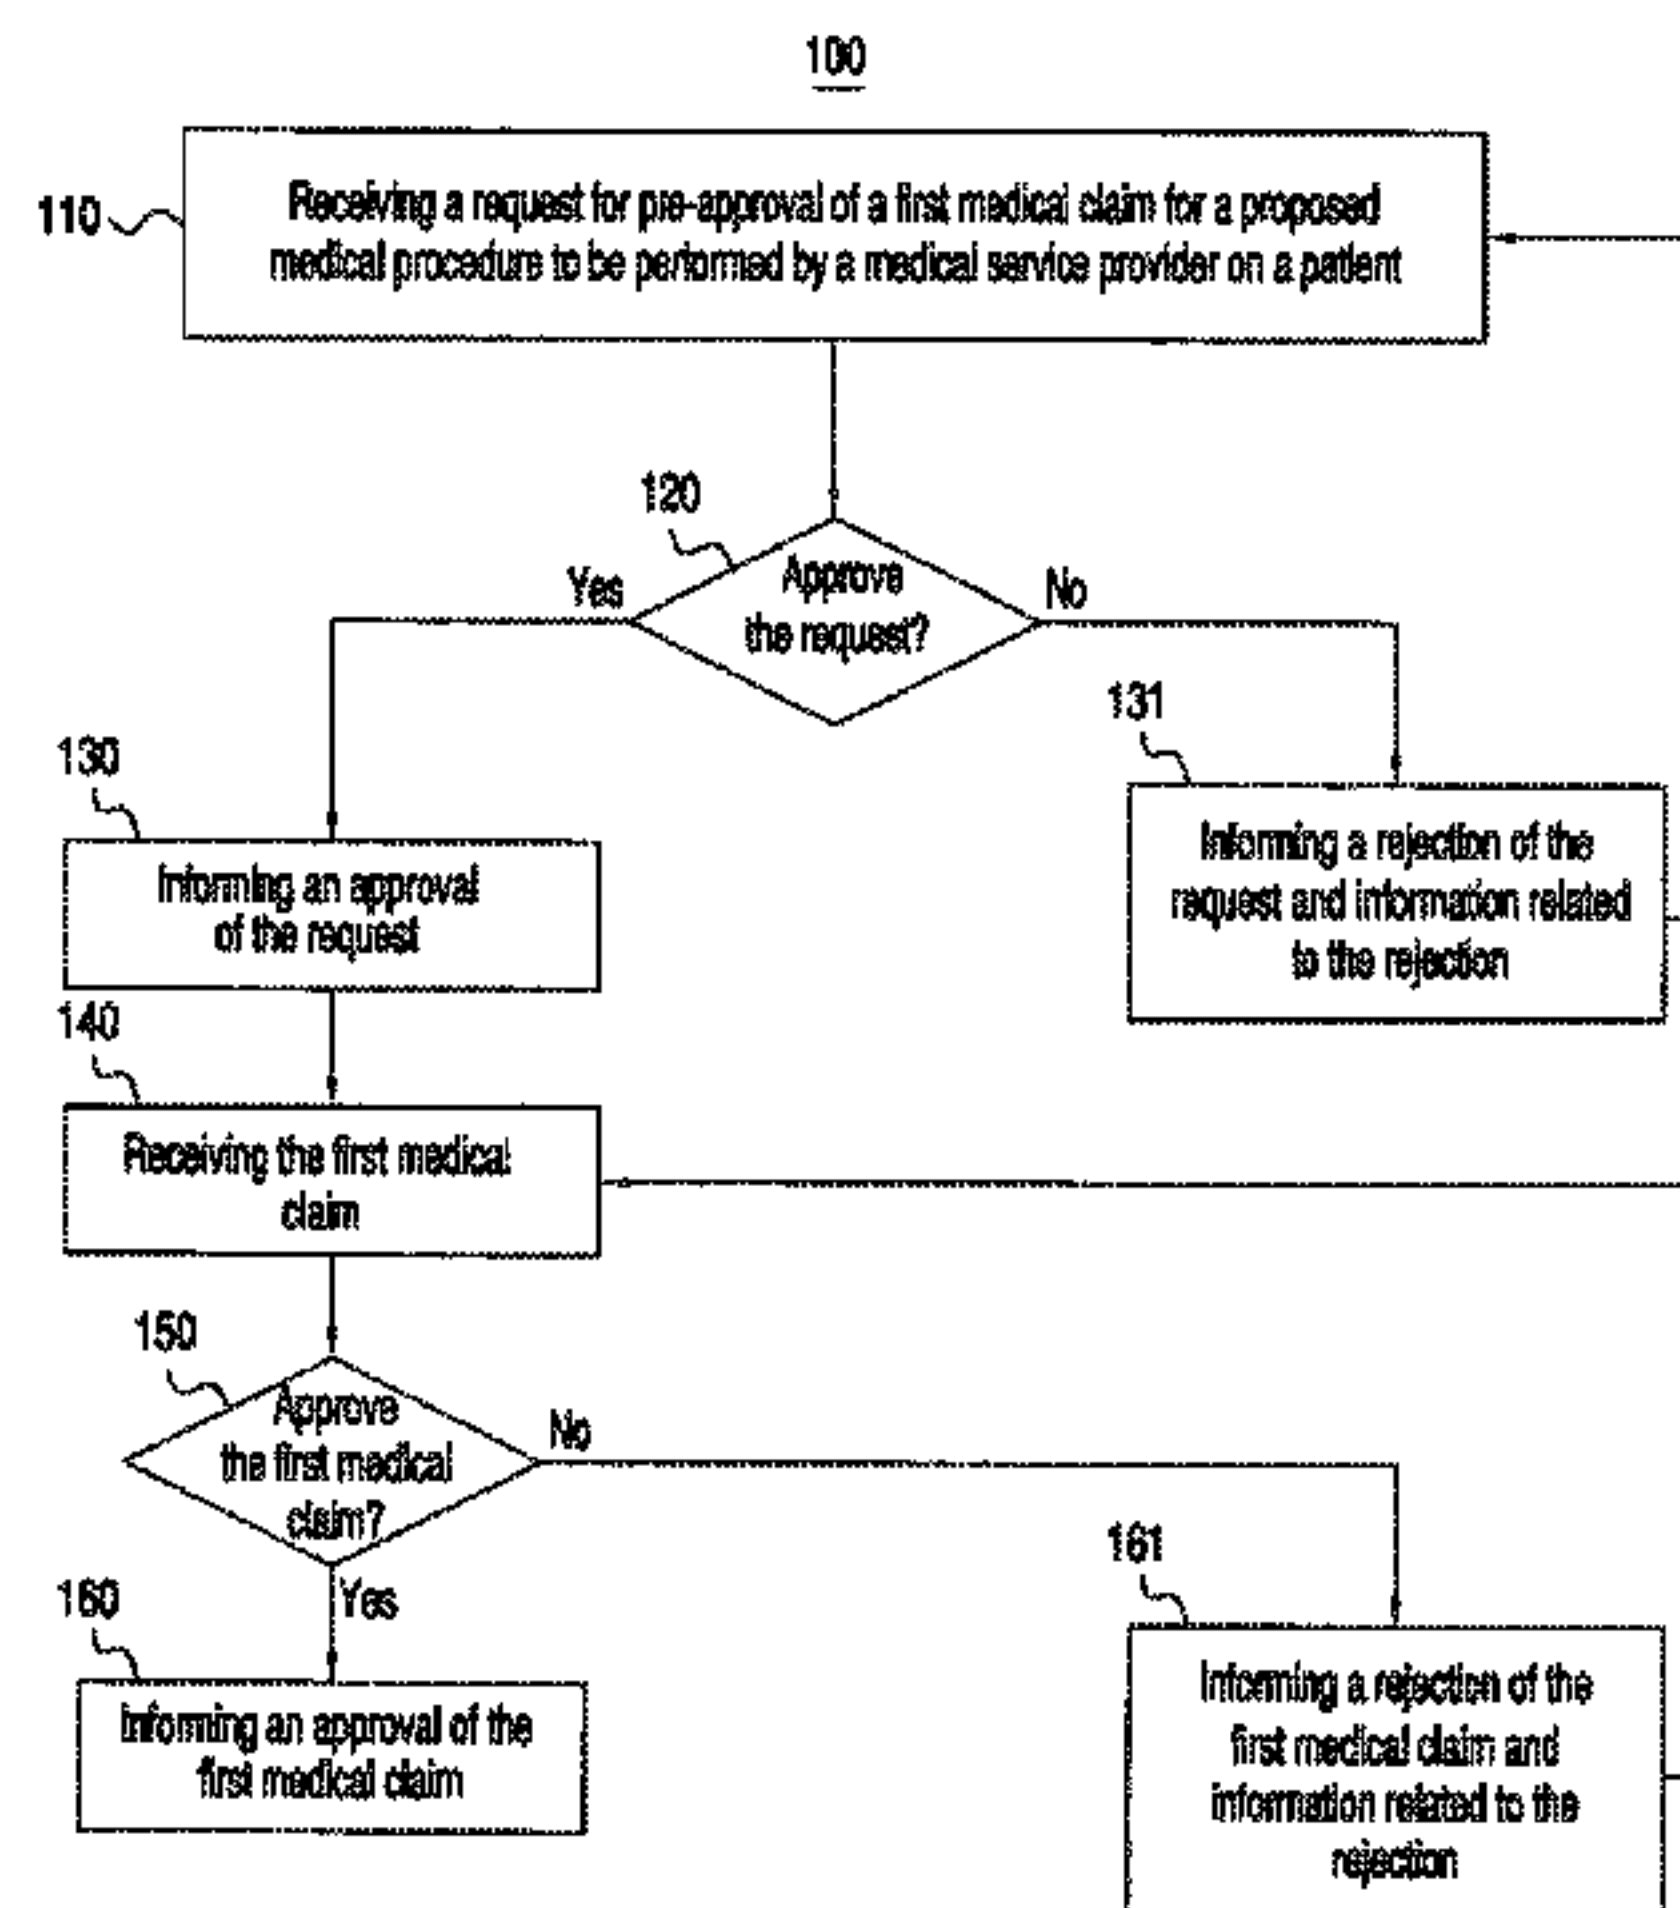 100
110
Receiving a request for pre-approval of a first medical claim for a proposed
medical procedure to be performed by a medical service provider on a patient
120
Approve
the request?
Yes
No
130
Informing an approval
of the request
131
Informing a rejection of the
request and information related
to the rejection
140
Receiving the first medical
claim
150
Approve
the first medical
claim?
No
Yes
160
Informing an approval of the
first medical claim
161
Informing a rejection of the
first medical claim and
information related to the
rejection